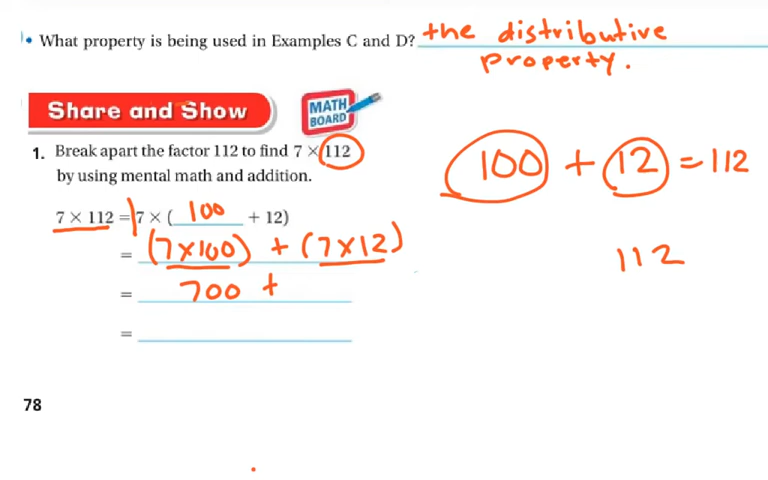 • What property is being used in Examples C and D? the distributive
property.
Share and Show
MATH
BOARD
1. Break apart the factor 112 to find 7 × 112
by using mental math and addition.
100 + 12 = 112
7 × 112 = 7 × ( 100 + 12)
= (7×100) + (7×12)
112
= 700 +
=
78